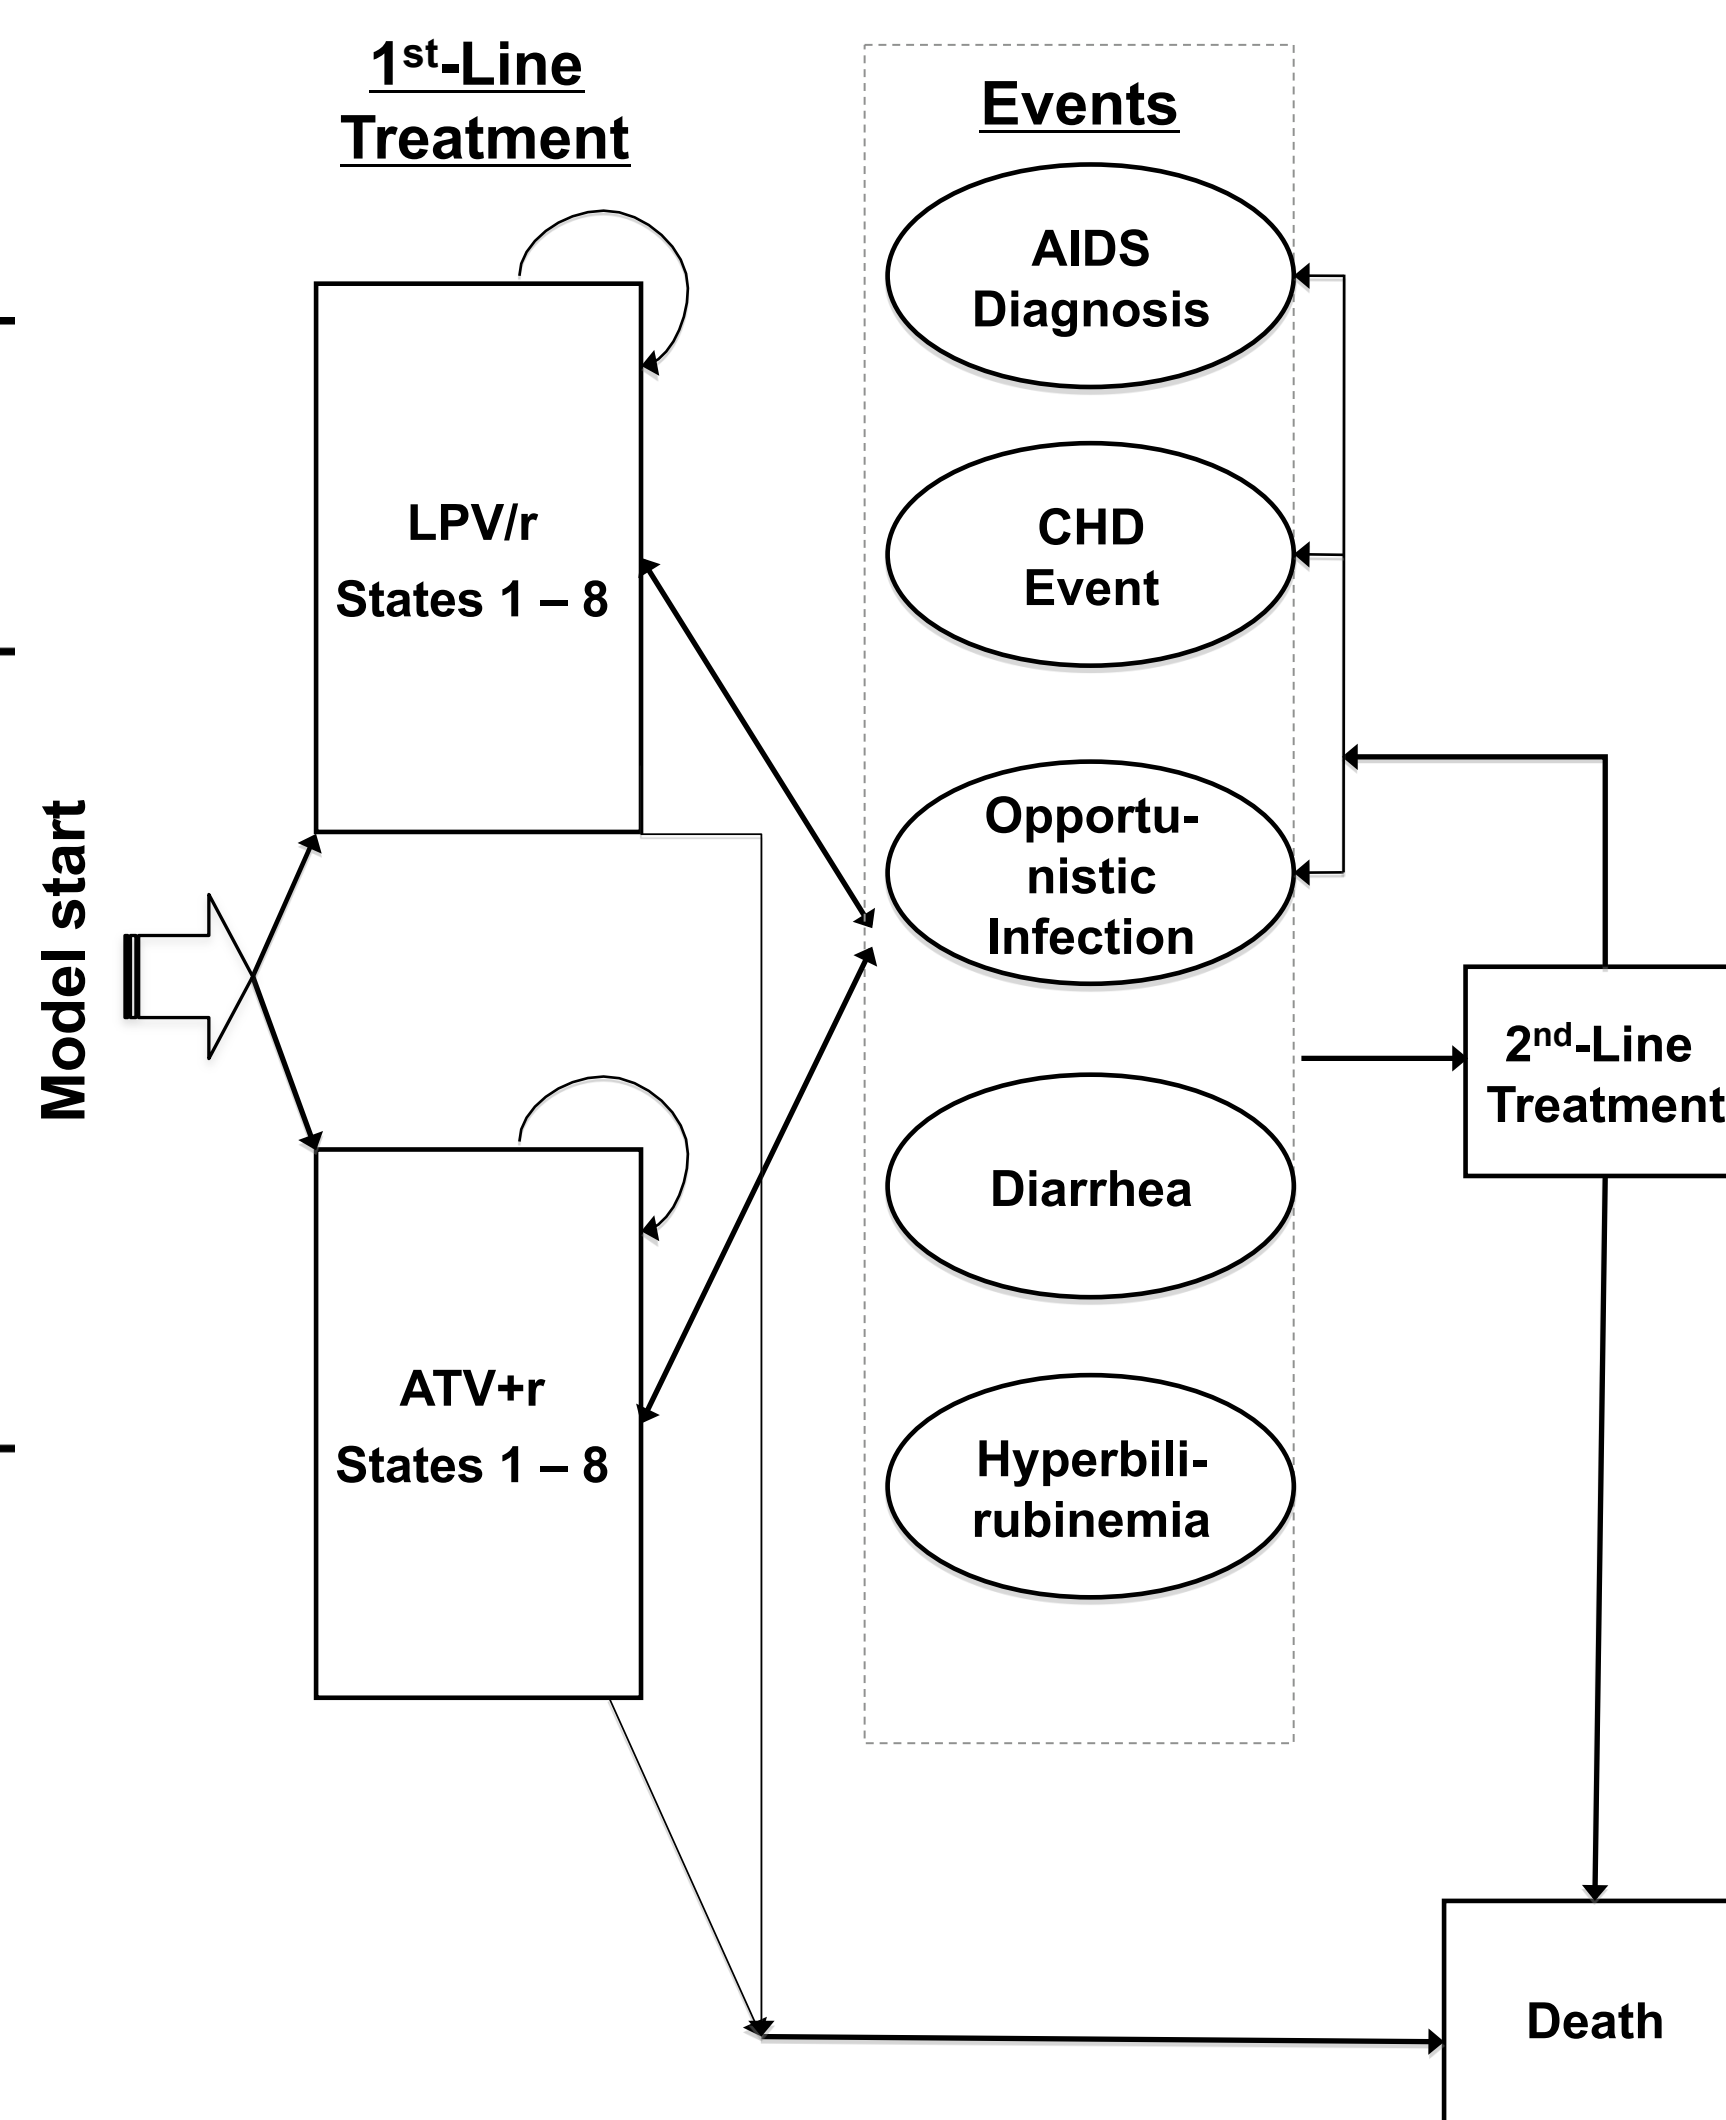 1st-Line
Treatment
Events
AIDS
Diagnosis
LPV/r
States 1 – 8
CHD
Event
Model start
Opportu-
nistic
Infection
2nd-Line
Treatment
Diarrhea
ATV+r
States 1 – 8
Hyperbili-
rubinemia
Death